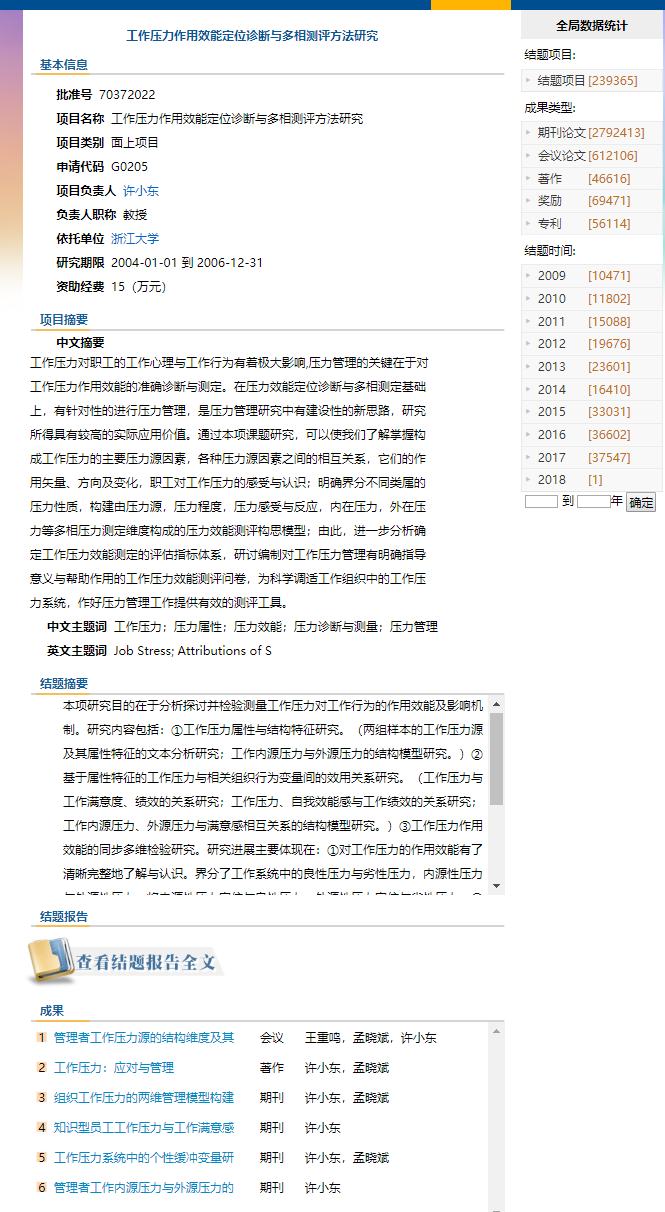 工作压力作用效能定位诊断与多相测评方法研究
基本信息
批准号 70372022
项目名称 工作压力作用效能定位诊断与多相测评方法研究
项目类别 面上项目
申请代码 G0205
项目负责人 许小东
负责人职称 教授
依托单位 浙江大学
研究期限 2004-01-01 到 2006-12-31
资助经费 15（万元）
项目摘要
中文摘要
工作压力对职工的工作心理与工作行为有着极大影响,压力管理的关键在于对
工作压力作用效能的准确诊断与测定。在压力效能定位诊断与多相测定基础
上，有针对性的进行压力管理，是压力管理研究中有建设性的新思路，研究
所得具有较高的实际应用价值。通过本项课题研究，可以使我们了解掌握构
成工作压力的主要压力源因素，各种压力源因素之间的相互关系，它们的作
用矢量、方向及变化，职工对工作压力的感受与认识；明确界分不同类属的
压力性质，构建由压力源，压力程度，压力感受与反应，内在压力，外在压
力等多相压力测定维度构成的压力效能测评构思模型；由此，进一步分析确
定工作压力效能测定的评估指标体系，研讨编制对工作压力管理有明确指导
意义与帮助作用的工作压力效能测评问卷，为科学调适工作组织中的工作压
力系统，作好压力管理工作提供有效的测评工具。
中文主题词 工作压力；压力属性；压力效能；压力诊断与测量；压力管理
英文主题词 Job Stress; Attributions of S
结题摘要
本项研究目的在于分析探讨并检验测量工作压力对工作行为的作用效能及影响机
制。研究内容包括：①工作压力属性与结构特征研究。（两组样本的工作压力源
及其属性特征的文本分析研究；工作内源压力与外源压力的结构模型研究。）②
基于属性特征的工作压力与相关组织行为变量间的效用关系研究。（工作压力与
工作满意度、绩效的关系研究；工作压力、自我效能感与工作绩效的关系研究；
工作内源压力、外源压力与满意感相互关系的结构模型研究。）③工作压力作用
效能的同步多维检验研究。研究进展主要体现在：①对工作压力的作用效能有了
清晰完整地了解与认识。界分了工作系统中的良性压力与劣性压力，内源性压力
结题报告
查看结题报告全文
成果
1 管理者工作压力源的结构维度及其 会议 王重鸣，孟晓斌，许小东
2 工作压力：应对与管理 著作 许小东，孟晓斌
3 组织工作压力的两维管理模型构建 期刊 许小东，孟晓斌
4 知识型员工工作压力与工作满意感 期刊 许小东
5 工作压力系统中的个性缓冲变量研 期刊 许小东，孟晓斌
6 管理者工作内源压力与外源压力的 期刊 许小东
全局数据统计
结题项目:
结题项目 [239365]
成果类型:
期刊论文 [2792413]
会议论文 [612106]
著作 [46616]
奖励 [69471]
专利 [56114]
结题时间:
2009 [10471]
2010 [11802]
2011 [15088]
2012 [19676]
2013 [23601]
2014 [16410]
2015 [33031]
2016 [36602]
2017 [37547]
2018 [1]
到 年 确定